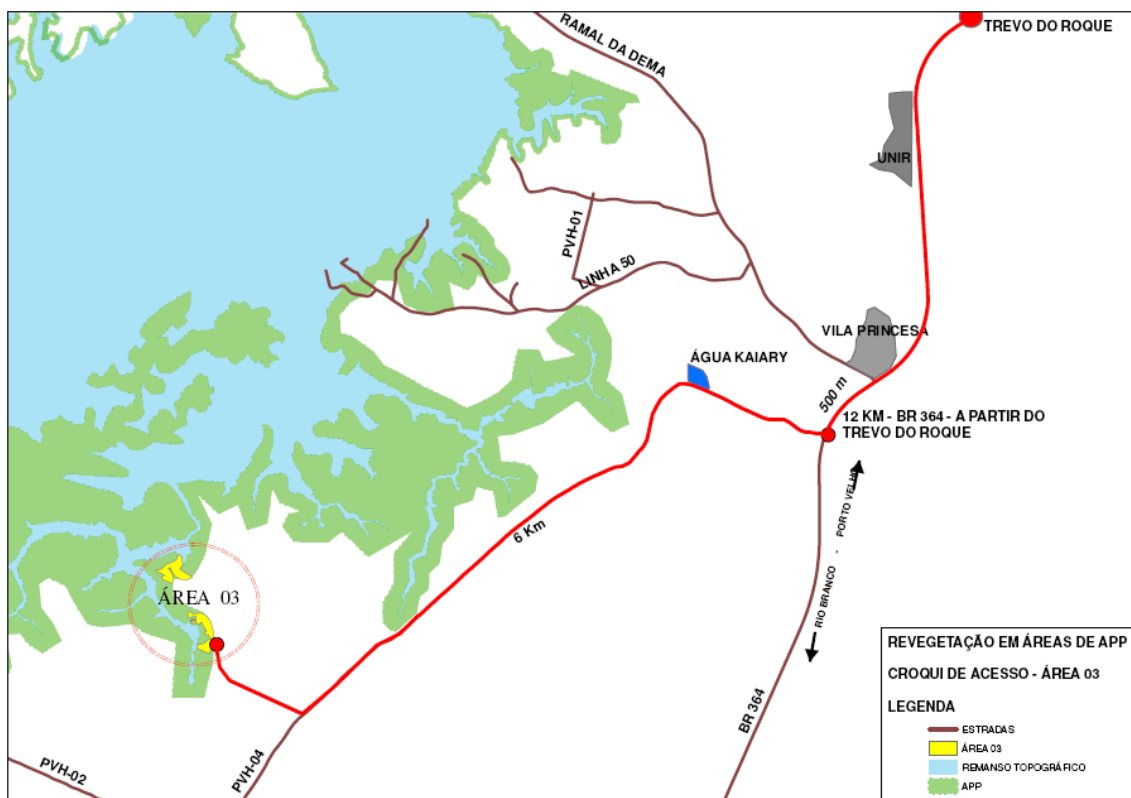 TREVO DO ROQUE
RAMAL DA DEMA
UNIR
PVH-01
LINHA 50
VILA PRINCESA
ÁGUA KAIARY
500 m
12 KM - BR 364 - A PARTIR DO
TREVO DO ROQUE
6 Km
RIO BRANCO - PORTO VELHO
ÁREA 03
BR 364
PVH-04
PVH-02
REVEGETAÇÃO EM ÁREAS DE APP
CROQUI DE ACESSO - ÁREA 03
LEGENDA
ESTRADAS
ÁREA 03
REMANSO TOPOGRÁFICO
APP